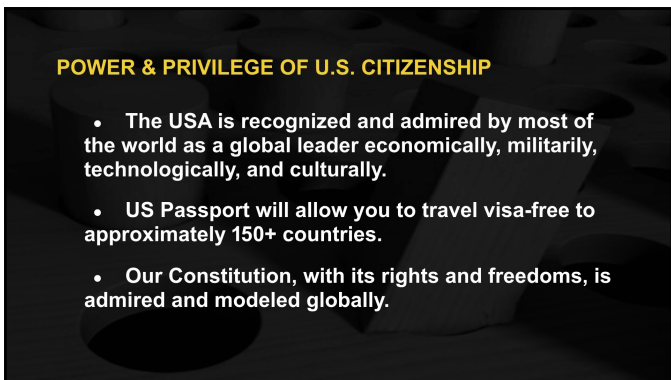 POWER & PRIVILEGE OF U.S. CITIZENSHIP
● The USA is recognized and admired by most of
the world as a global leader economically, militarily,
technologically, and culturally.
● US Passport will allow you to travel visa-free to
approximately 150+ countries.
● Our Constitution, with its rights and freedoms, is
admired and modeled globally.